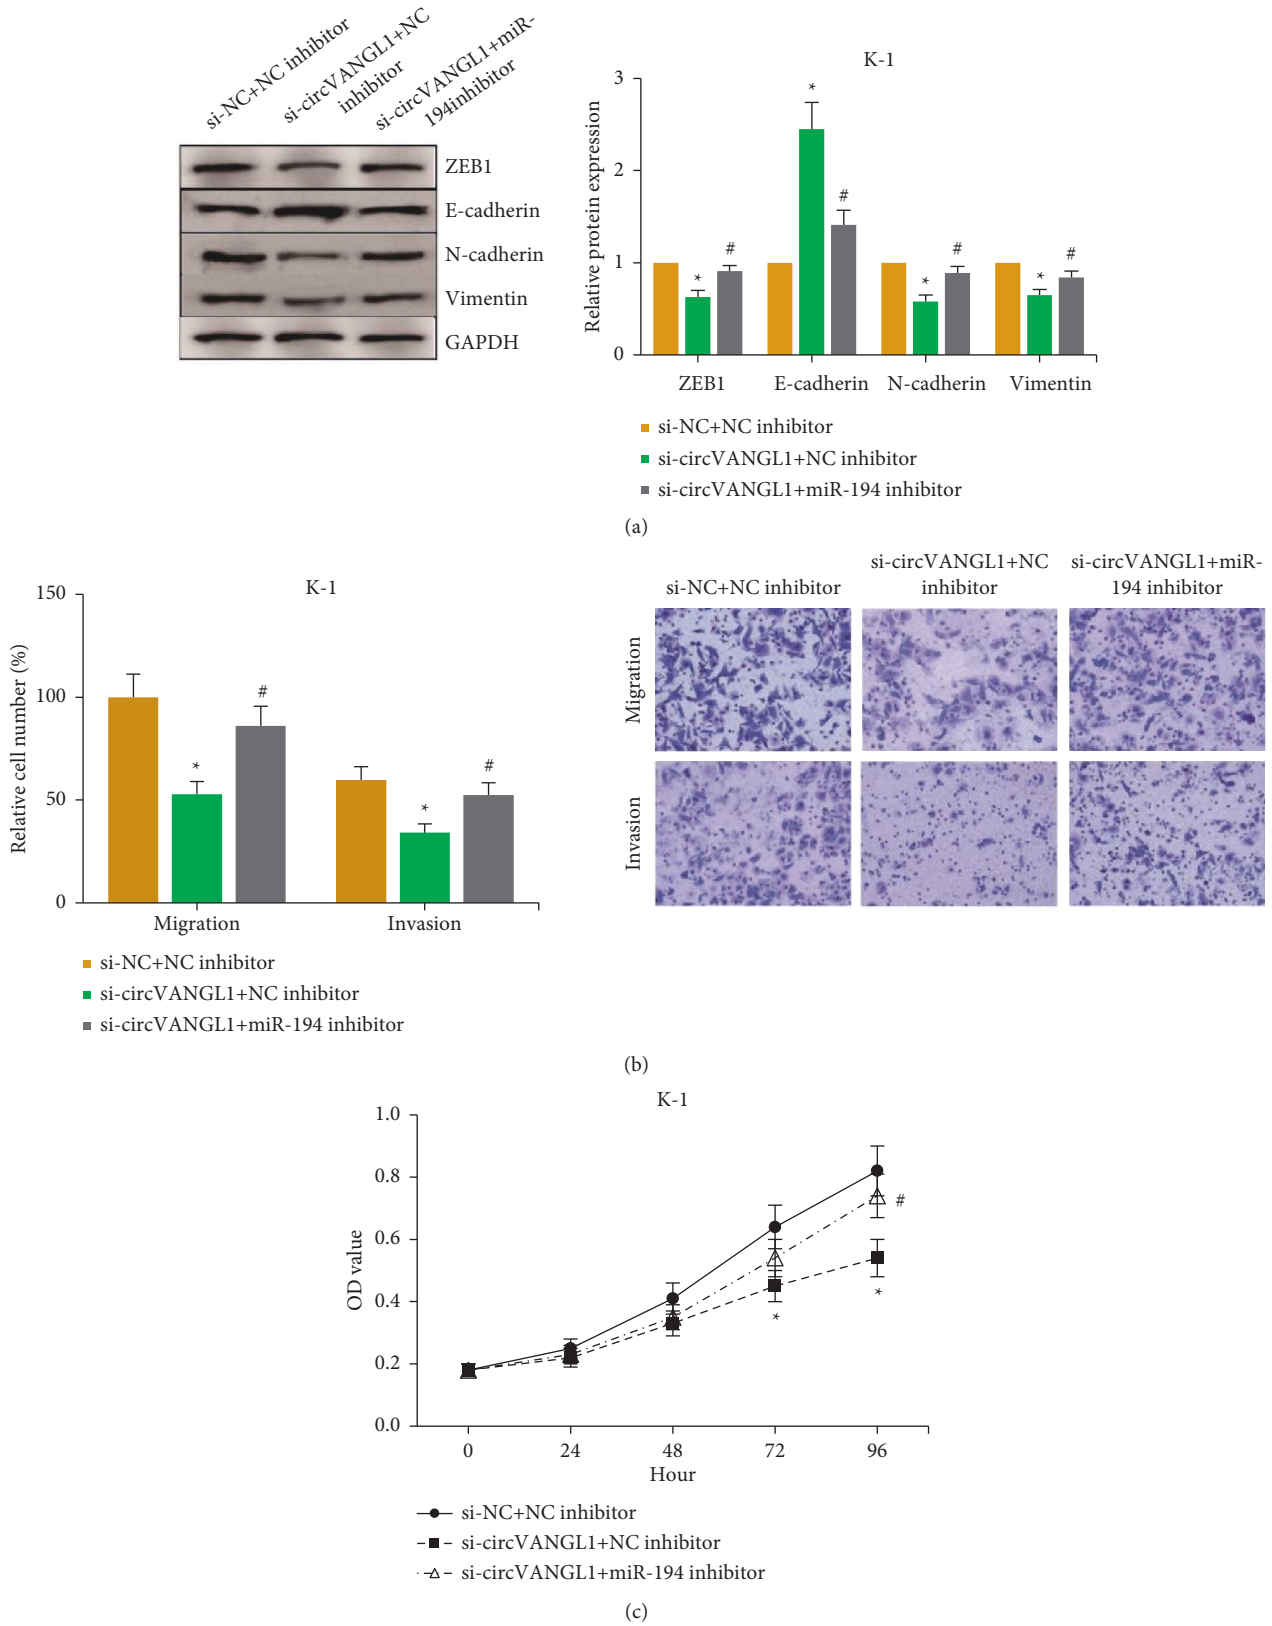 si-NC+NC inhibitor
si-circVANGL1+NC
inhibitor
si-circVANGL1+miR-
194inhibitor
ZEB1
E-cadherin
N-cadherin
Vimentin
GAPDH
K-1
Relative protein expression
3
2
1
0
*
#
*
#
*
#
*
#
ZEB1 E-cadherin N-cadherin Vimentin
si-NC+NC inhibitor
si-circVANGL1+NC inhibitor
si-circVANGL1+miR-194 inhibitor
(a)
K-1
Relative cell number (%)
150
100
50
0
*
#
*
#
Migration Invasion
si-NC+NC inhibitor
si-circVANGL1+NC inhibitor
si-circVANGL1+miR-194 inhibitor
si-NC+NC inhibitor
si-circVANGL1+NC
inhibitor
si-circVANGL1+miR-
194 inhibitor
Migration
Invasion
(b)
K-1
OD value
1.0
0.8
0.6
0.4
0.2
0.0
#
*
*
0 24 48 72 96
Hour
si-NC+NC inhibitor
si-circVANGL1+NC inhibitor
si-circVANGL1+miR-194 inhibitor
(c)